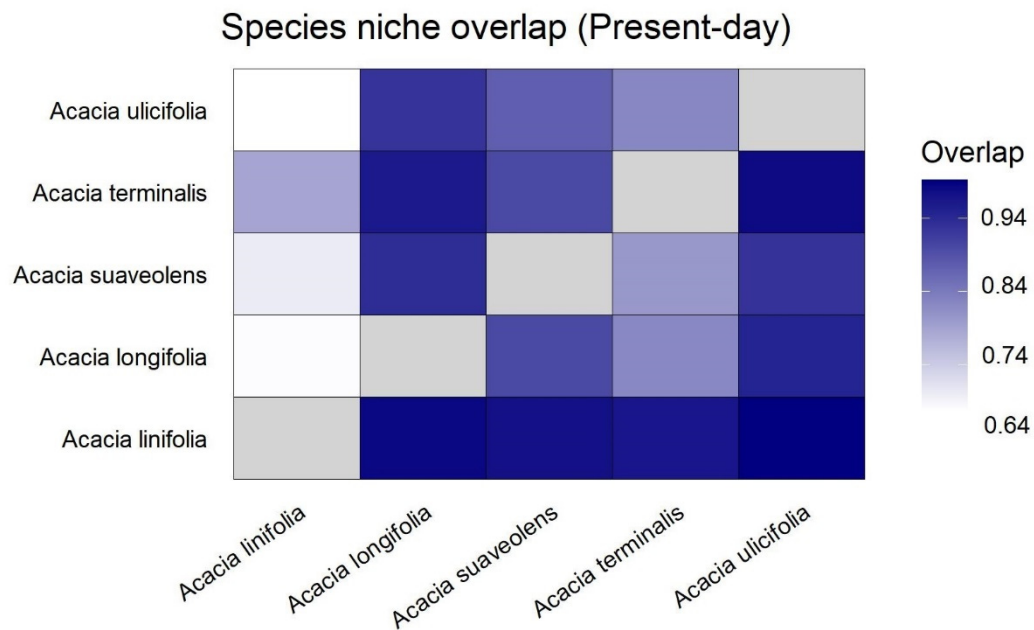 Species niche overlap (Present-day)
Acacia ulicifolia
Acacia terminalis
Acacia suaveolens
Acacia longifolia
Acacia linifolia
Acacia linifolia
Acacia longifolia
Acacia suaveolens
Acacia terminalis
Acacia ulicifolia
Overlap
0.94
0.84
0.74
0.64